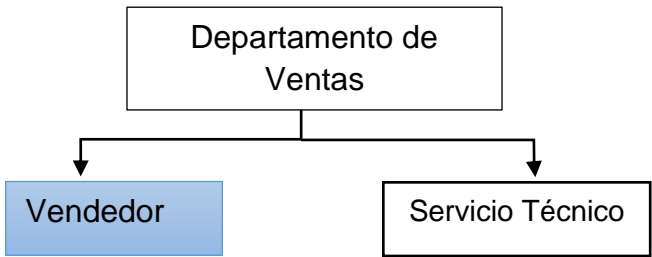 Departamento de
Ventas
Vendedor
Servicio Técnico